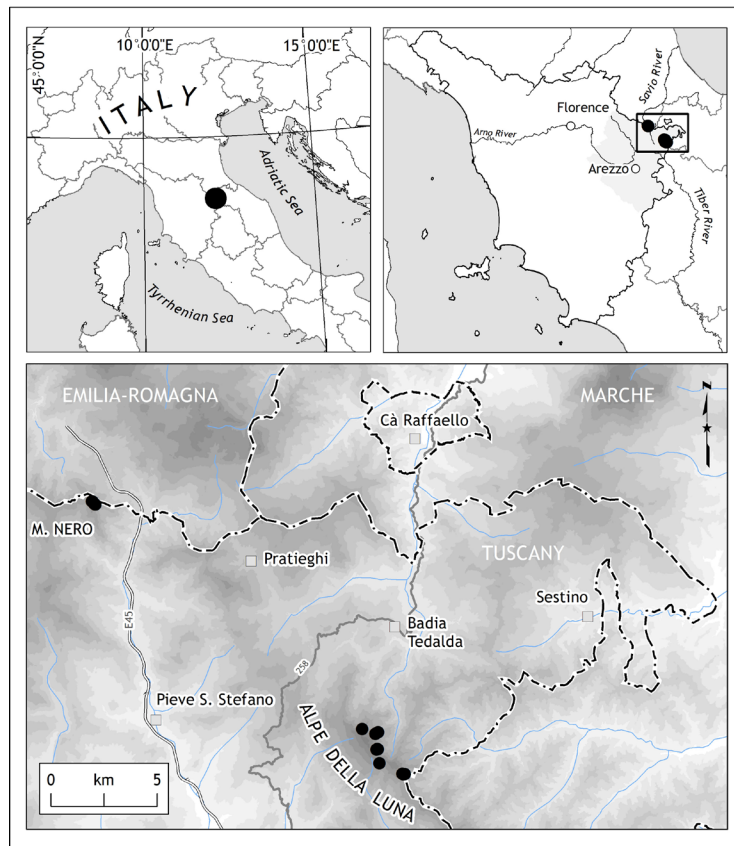 10°0'0"E
15°0'0"E
45°0'0"N
ITALY
Adriatic Sea
Tyrrhenian Sea
Savio River
Florence
Arno River
Arezzo
Tiber River
EMILIA-ROMAGNA
MARCHE
N
Cà Raffaello
M. NERO
TUSCANY
Pratieghi
Sestino
E45
Badia
Tedalda
258
Pieve S. Stefano
ALPE DELLA LUNA
0 km 5